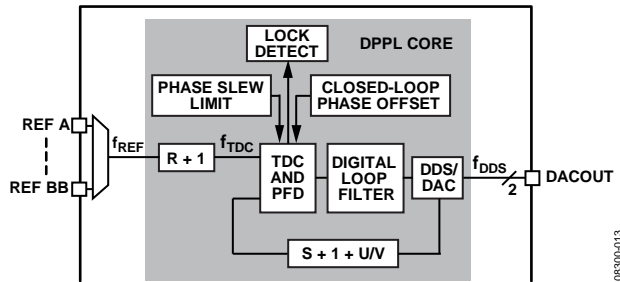 LOCK
DETECT
DPPL CORE
PHASE SLEW
LIMIT
CLOSED-LOOP
PHASE OFFSET
REF A
fREF
R + 1
fTDC
TDC
AND
PFD
DIGITAL
LOOP
FILTER
DDS/
DAC
fDDS
2
DACOUT
REF BB
S + 1 + U/V
08300-013